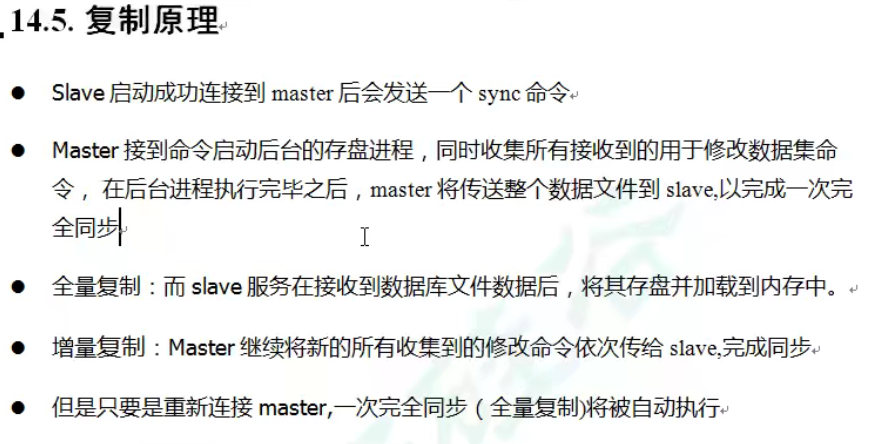 14.5. 复制原理
● Slave 启动成功连接到 master 后会发送一个 sync 命令
● Master 接到命令启动后台的存盘进程，同时收集所有接收到的用于修改数据集命
令， 在后台进程执行完毕之后，master 将传送整个数据文件到 slave,以完成一次完
全同步
● 全量复制：而 slave 服务在接收到数据库文件数据后，将其存盘并加载到内存中。
● 增量复制：Master 继续将新的所有收集到的修改命令依次传给 slave,完成同步
● 但是只要是重新连接 master,一次完全同步（全量复制)将被自动执行